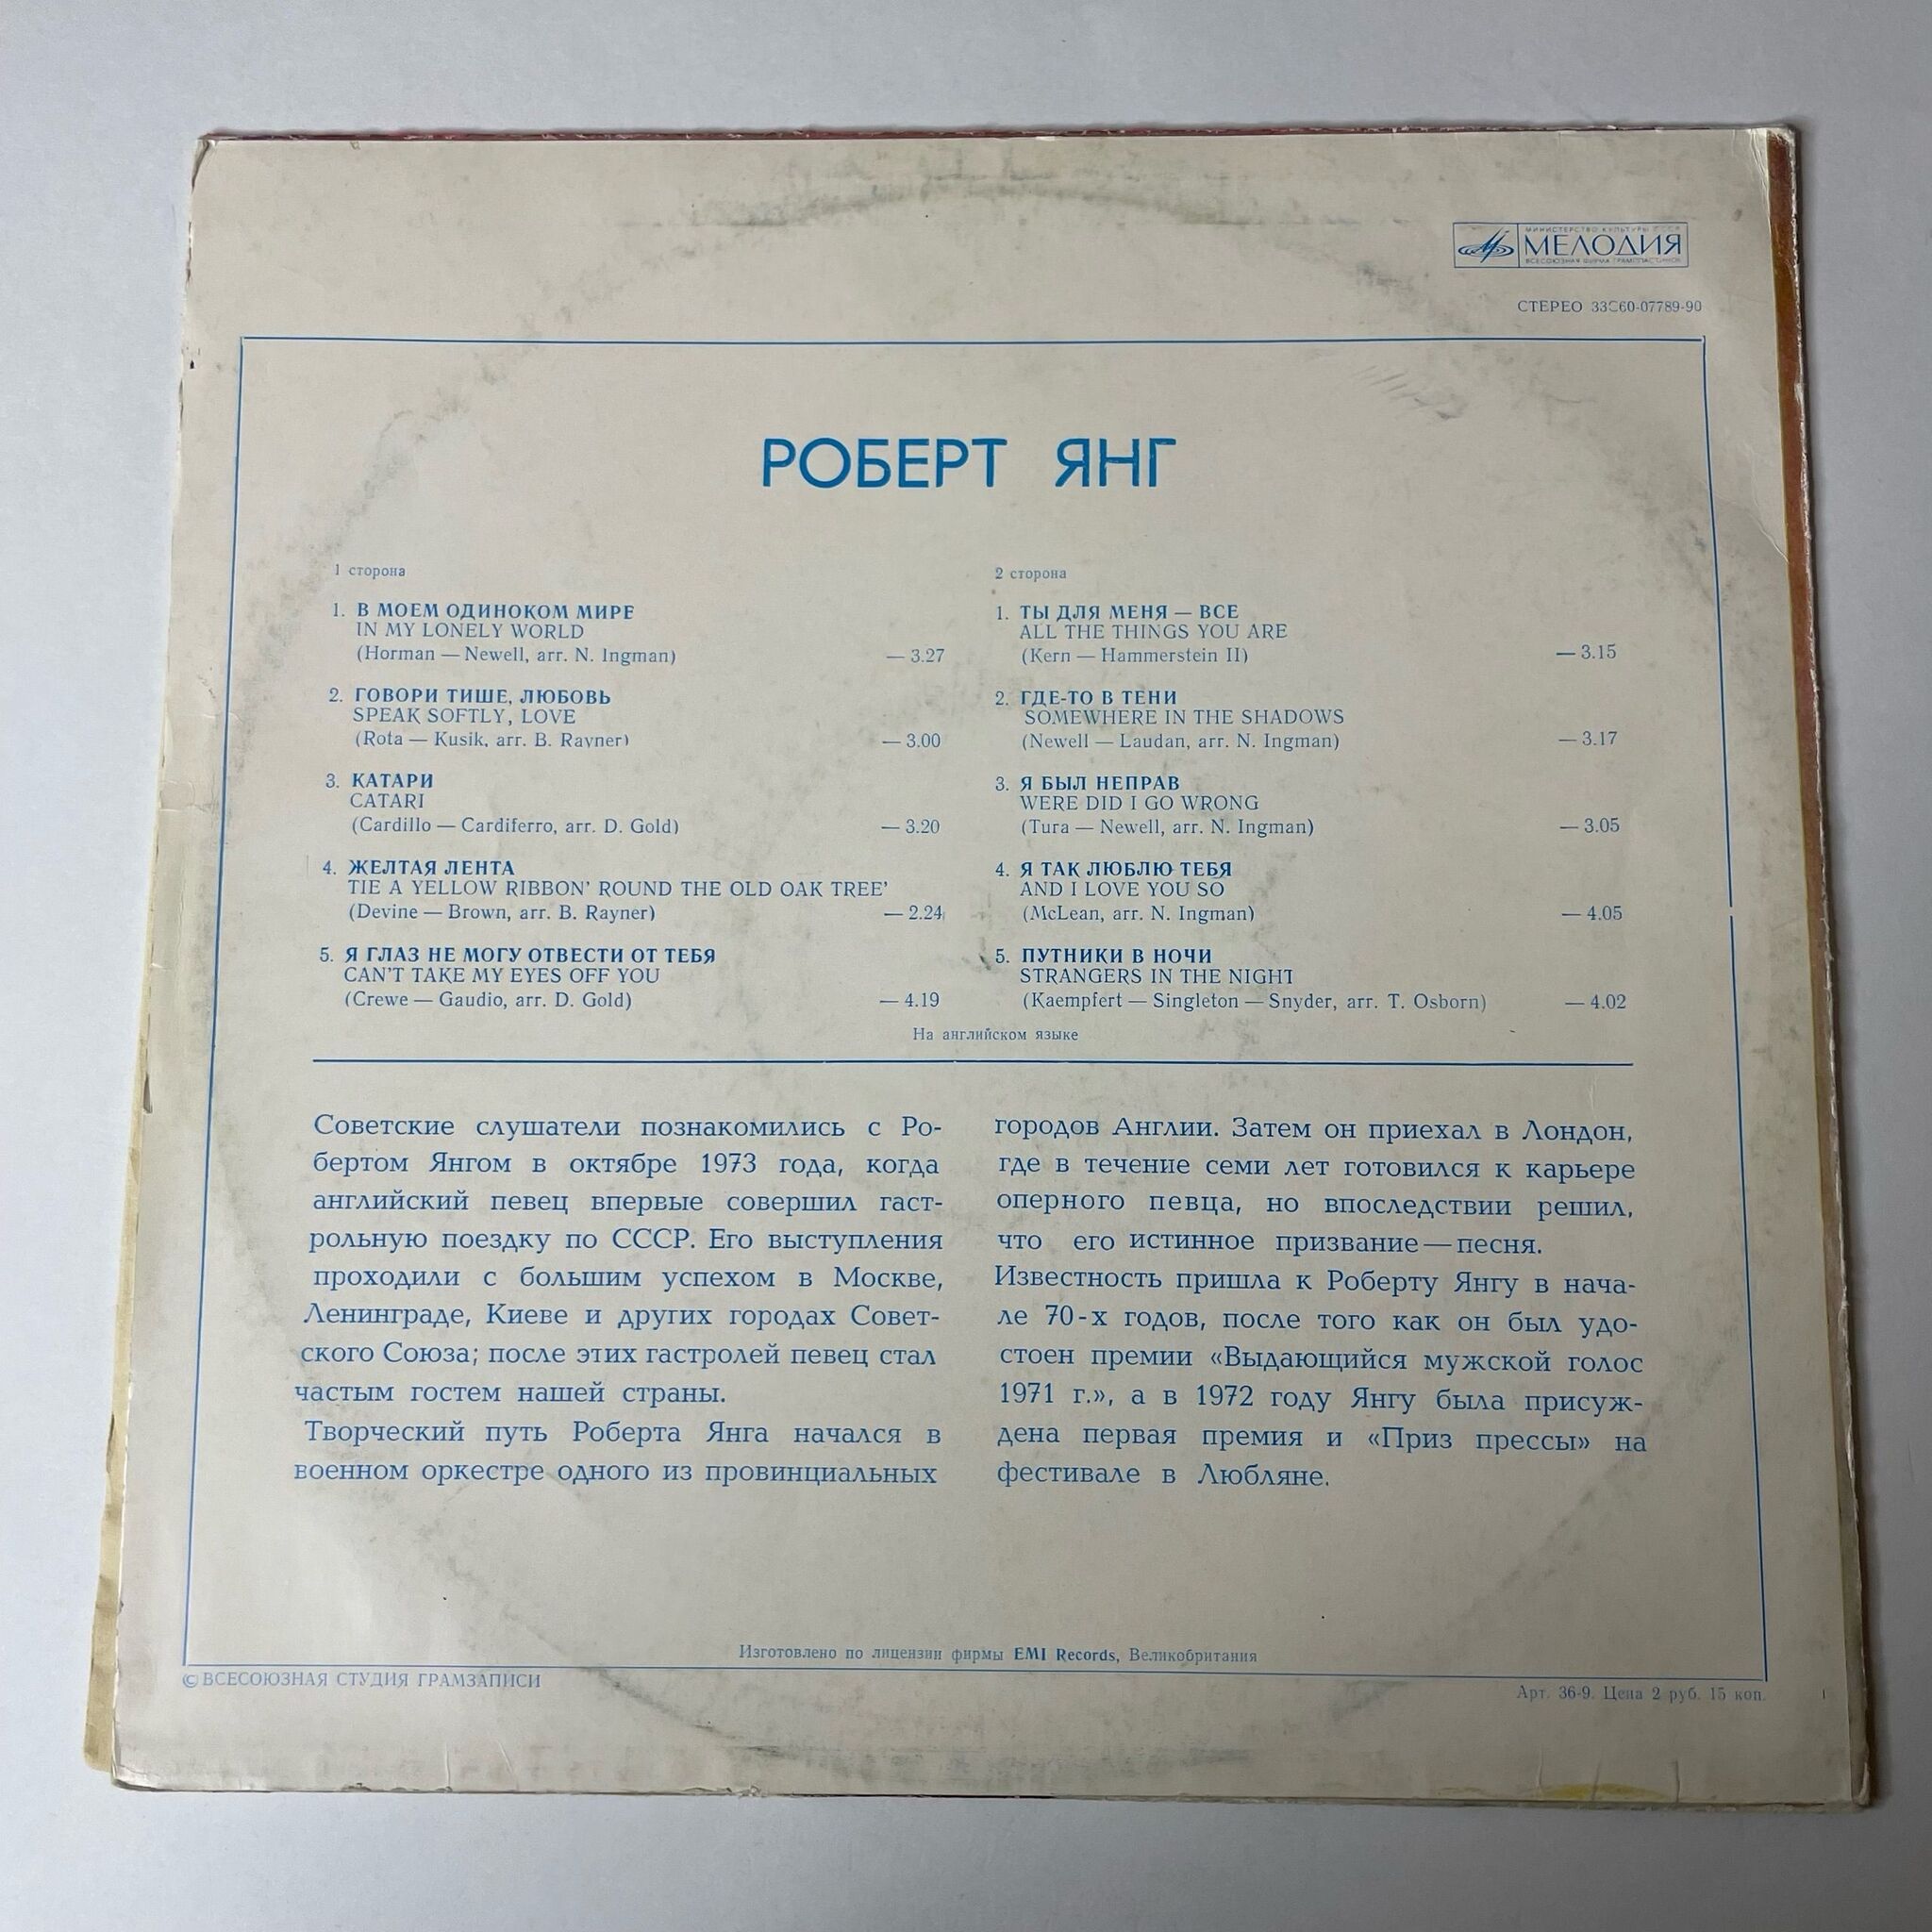 МИНИСТЕРСТВО КУЛЬТУРЫ СССР
МЕЛОДИЯ
ВСЕСОЮЗНАЯ ФИРМА ГРАМПЛАСТИНОК
СТЕРЕО 33С60-07789-90
РОБЕРТ ЯНГ
1 сторона
1. В МОЕМ ОДИНОКОМ МИРЕ
IN MY LONELY WORLD
(Horman — Newell, arr. N. Ingman) — 3.27
2. ГОВОРИ ТИШЕ, ЛЮБОВЬ
SPEAK SOFTLY, LOVE
(Rota — Kusik, arr. B. Rayner) — 3.00
3. КАТАРИ
CATARI
(Cardillo — Cardiferro, arr. D. Gold) — 3.20
4. ЖЕЛТАЯ ЛЕНТА
TIE A YELLOW RIBBON' ROUND THE OLD OAK TREE'
(Devine — Brown, arr. B. Rayner) — 2.24
5. Я ГЛАЗ НЕ МОГУ ОТВЕСТИ ОТ ТЕБЯ
CAN'T TAKE MY EYES OFF YOU
(Crewe — Gaudio, arr. D. Gold) — 4.19
2 сторона
1. ТЫ ДЛЯ МЕНЯ — ВСЕ
ALL THE THINGS YOU ARE
(Kern — Hammerstein II) — 3.15
2. ГДЕ-ТО В ТЕНИ
SOMEWHERE IN THE SHADOWS
(Newell — Laudan, arr. N. Ingman) — 3.17
3. Я БЫЛ НЕПРАВ
WERE DID I GO WRONG
(Tura — Newell, arr. N. Ingman) — 3.05
4. Я ТАК ЛЮБЛЮ ТЕБЯ
AND I LOVE YOU SO
(McLean, arr. N. Ingman) — 4.05
5. ПУТНИКИ В НОЧИ
STRANGERS IN THE NIGHT
(Kaempfert — Singleton — Snyder, arr. T. Osborn) — 4.02
На английском языке
Советские слушатели познакомились с Ро-
бертом Янгом в октябре 1973 года, когда
английский певец впервые совершил гаст-
рольную поездку по СССР. Его выступления
проходили с большим успехом в Москве,
Ленинграде, Киеве и других городах Совет-
ского Союза; после этих гастролей певец стал
частым гостем нашей страны.
Творческий путь Роберта Янга начался в
военном оркестре одного из провинциальных
городов Англии. Затем он приехал в Лондон,
где в течение семи лет готовился к карьере
оперного певца, но впоследствии решил,
что его истинное призвание — песня.
Известность пришла к Роберту Янгу в нача-
ле 70-х годов, после того как он был удо-
стоен премии «Выдающийся мужской голос
1971 г.», а в 1972 году Янгу была присуж-
дена первая премия и «Приз прессы» на
фестивале в Любляне.
Изготовлено по лицензии фирмы EMI Records, Великобритания
© ВСЕСОЮЗНАЯ СТУДИЯ ГРАМЗАПИСИ
Арт. 36-9. Цена 2 руб. 15 коп.